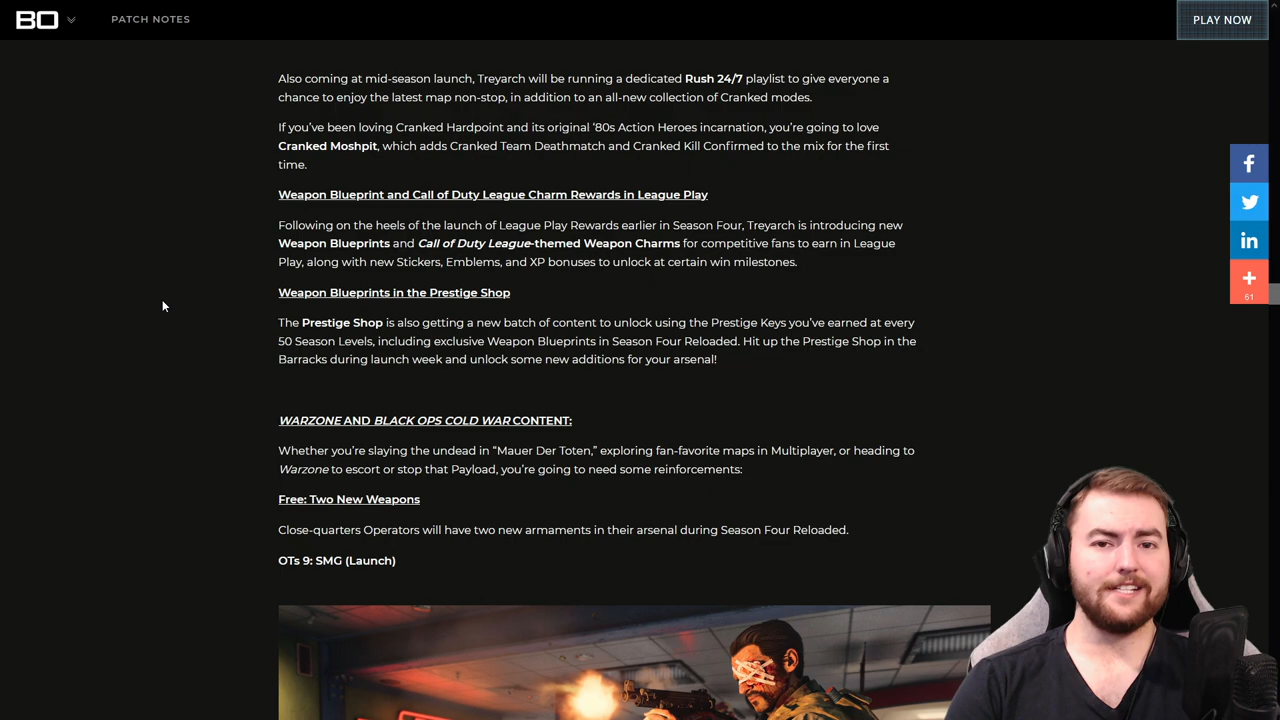 BO
PATCH NOTES
PLAY NOW
Also coming at mid-season launch, Treyarch will be running a dedicated Rush 24/7 playlist to give everyone a
chance to enjoy the latest map non-stop, in addition to an all-new collection of Cranked modes.
If you've been loving Cranked Hardpoint and its original '80s Action Heroes incarnation, you're going to love
Cranked Moshpit, which adds Cranked Team Deathmatch and Cranked Kill Confirmed to the mix for the first
time.
Weapon Blueprint and Call of Duty League Charm Rewards in League Play
Following on the heels of the launch of League Play Rewards earlier in Season Four, Treyarch is introducing new
Weapon Blueprints and Call of Duty League-themed Weapon Charms for competitive fans to earn in League
Play, along with new Stickers, Emblems, and XP bonuses to unlock at certain win milestones.
Weapon Blueprints in the Prestige Shop
The Prestige Shop is also getting a new batch of content to unlock using the Prestige Keys you've earned at every
50 Season Levels, including exclusive Weapon Blueprints in Season Four Reloaded. Hit up the Prestige Shop in the
Barracks during launch week and unlock some new additions for your arsenal!
WARZONE AND BLACK OPS COLD WAR CONTENT:
Whether you're slaying the undead in “Mauer Der Toten,” exploring fan-favorite maps in Multiplayer, or heading to
Warzone to escort or stop that Payload, you're going to need some reinforcements:
Free: Two New Weapons
Close-quarters Operators will have two new armaments in their arsenal during Season Four Reloaded.
OTs 9: SMG (Launch)
61